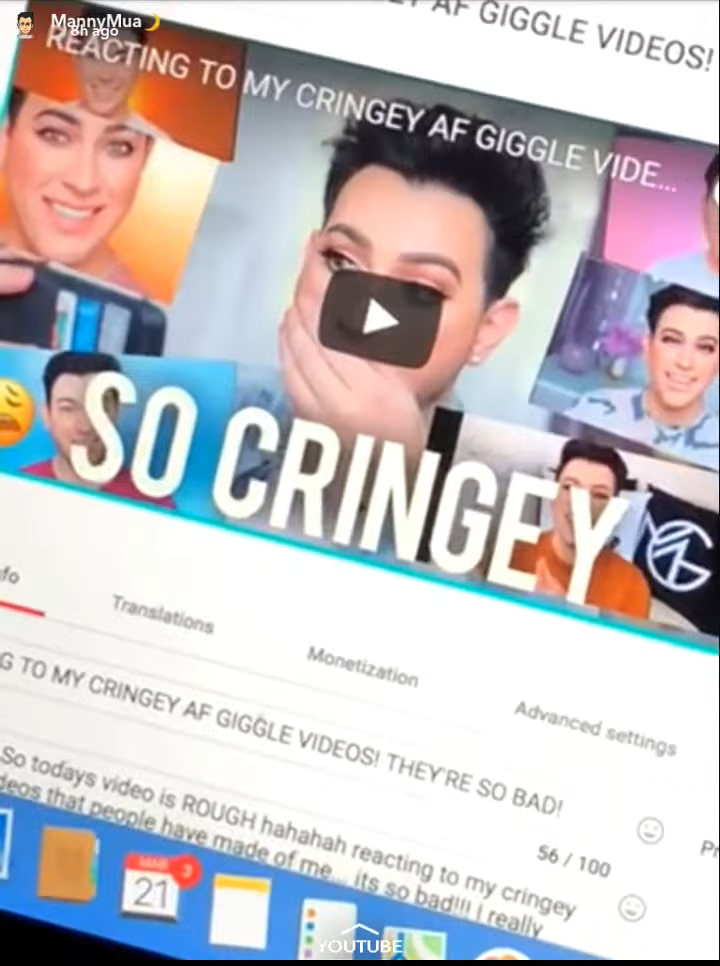 MannyMua🌙
8h ago
AF GIGGLE VIDEOS!
REACTING TO MY CRINGEY AF GIGGLE VIDE...
SO CRINGEY
fo
Translations
Monetization
Advanced settings
G TO MY CRINGEY AF GIGGLE VIDEOS! THEY'RE SO BAD!
56 / 100
Pr
So todays video is ROUGH hahahah reacting to my cringey
deos that people have made of me... its so bad!!!! I really
MAR
3
21
YOUTUBE